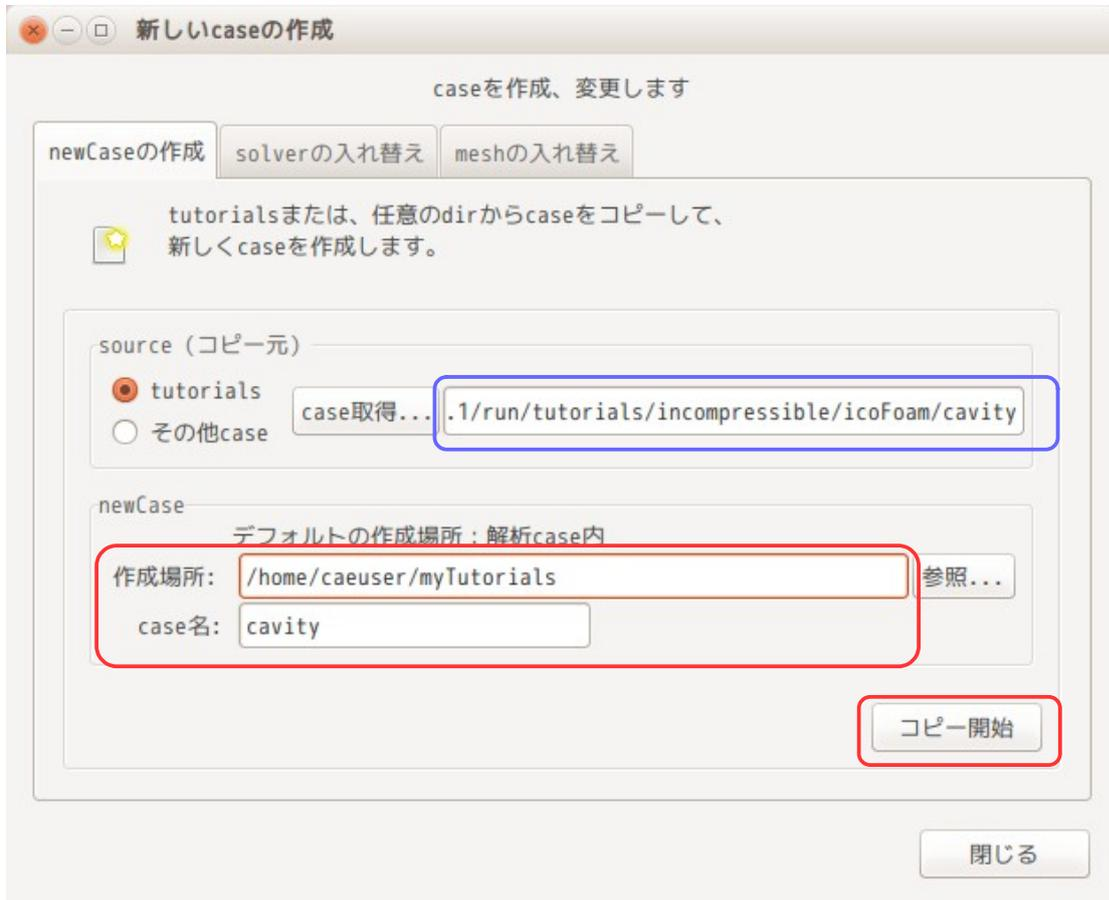 新しいcaseの作成
caseを作成、変更します
newCaseの作成 solverの入れ替え meshの入れ替え
tutorialsまたは、任意のdirからcaseをコピーして、
新しくcaseを作成します。
source (コピー元)
tutorials
その他case
case取得... .1/run/tutorials/incompressible/icoFoam/cavity
newCase
デフォルトの作成場所：解析case内
作成場所: /home/caeuser/myTutorials 参照...
case名: cavity
コピー開始
閉じる